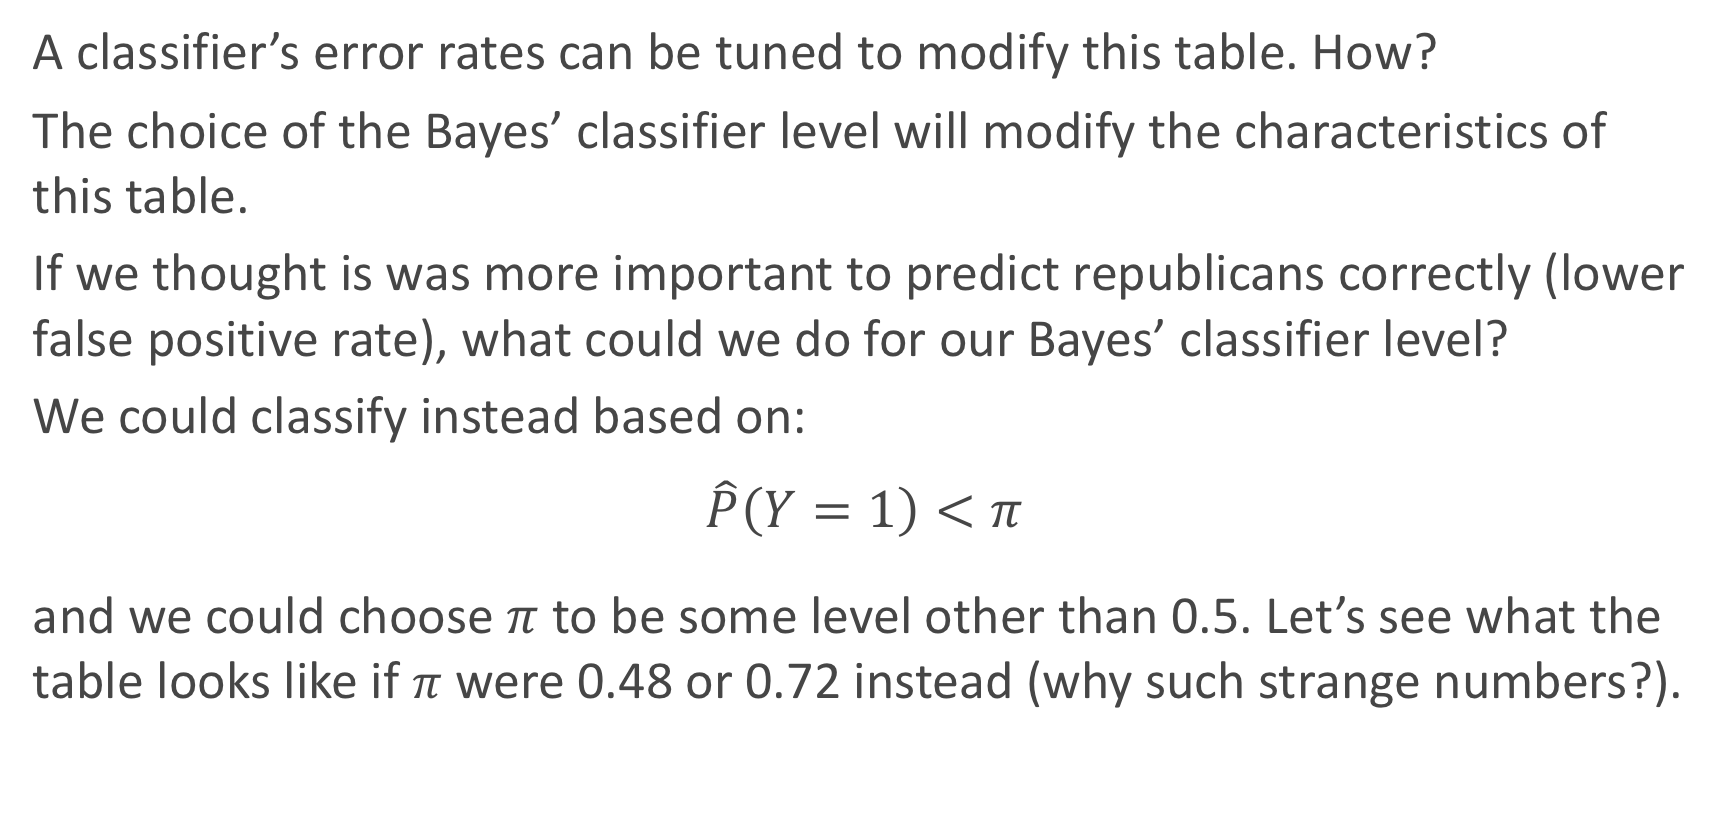 A classifier’s error rates can be tuned to modify this table. How?
The choice of the Bayes’ classifier level will modify the characteristics of
this table.
If we thought is was more important to predict republicans correctly (lower
false positive rate), what could we do for our Bayes’ classifier level?
We could classify instead based on:
P̂(Y = 1) < π
and we could choose π to be some level other than 0.5. Let’s see what the
table looks like if π were 0.48 or 0.72 instead (why such strange numbers?).